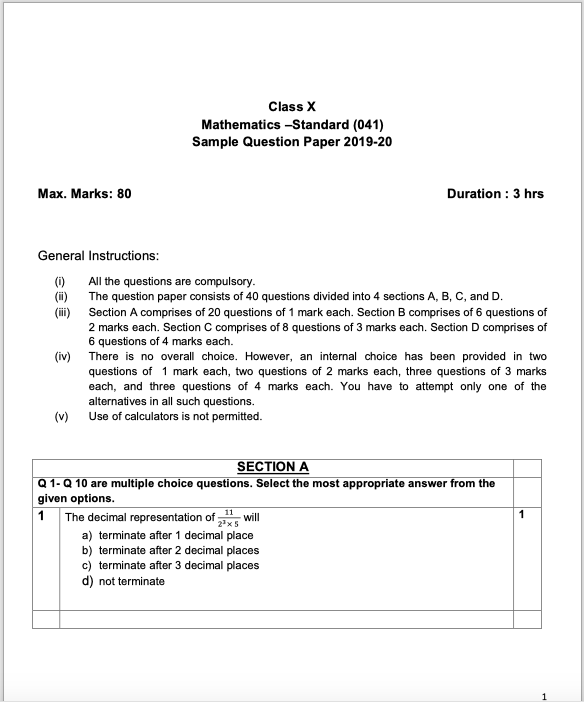 Class X
Mathematics –Standard (041)
Sample Question Paper 2019-20
Max. Marks: 80 Duration : 3 hrs
General Instructions:
(i) All the questions are compulsory.
(ii) The question paper consists of 40 questions divided into 4 sections A, B, C, and D.
(iii) Section A comprises of 20 questions of 1 mark each. Section B comprises of 6 questions of
2 marks each. Section C comprises of 8 questions of 3 marks each. Section D comprises of
6 questions of 4 marks each.
(iv) There is no overall choice. However, an internal choice has been provided in two
questions of 1 mark each, two questions of 2 marks each, three questions of 3 marks
each, and three questions of 4 marks each. You have to attempt only one of the
alternatives in all such questions.
(v) Use of calculators is not permitted.
SECTION A
Q 1- Q 10 are multiple choice questions. Select the most appropriate answer from the
given options.
1 The decimal representation of 11/(2³ × 5) will 1
a) terminate after 1 decimal place
b) terminate after 2 decimal places
c) terminate after 3 decimal places
d) not terminate
1